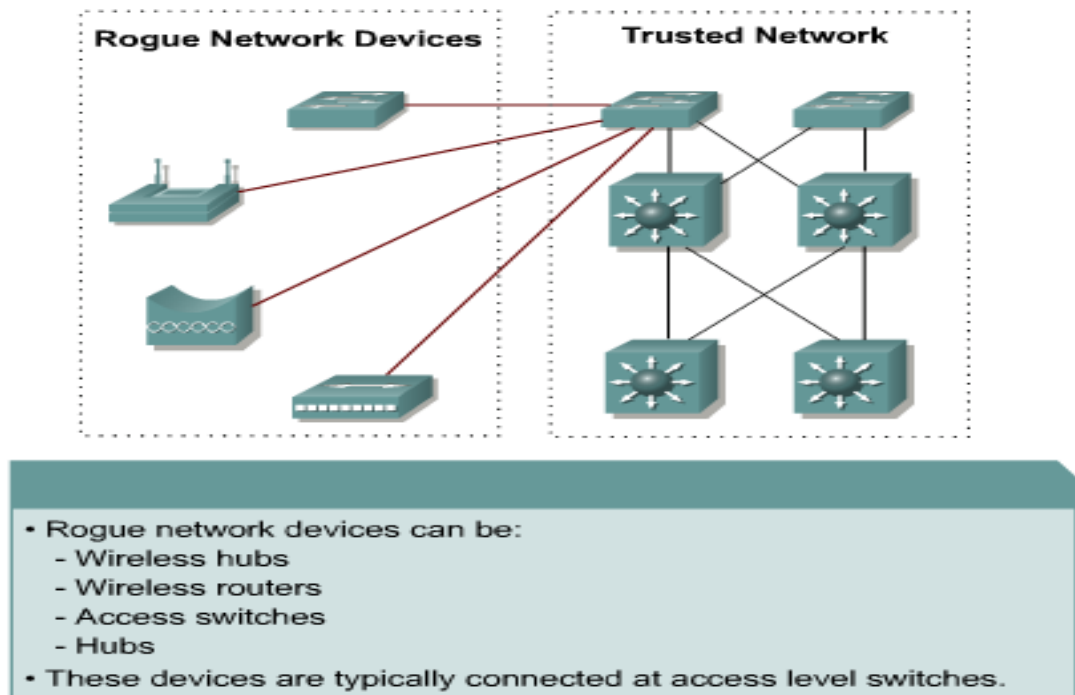 Rogue Network Devices
Trusted Network
• Rogue network devices can be:
- Wireless hubs
- Wireless routers
- Access switches
- Hubs
• These devices are typically connected at access level switches.